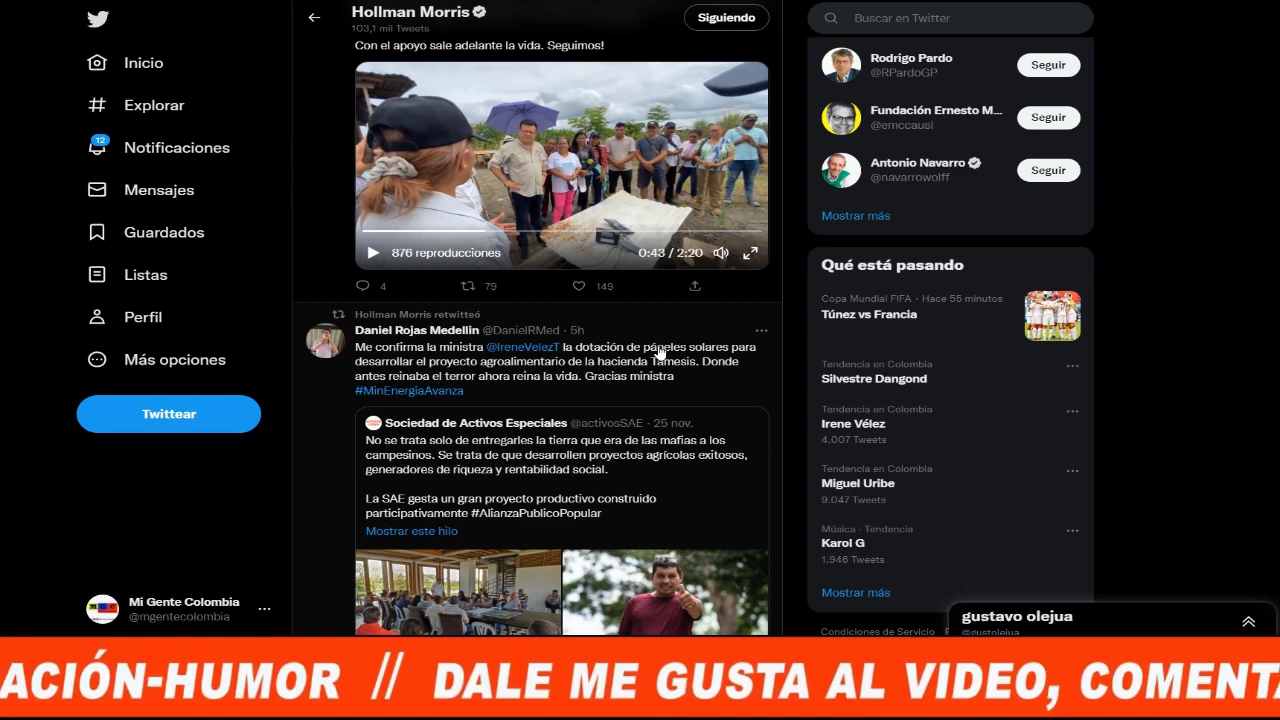 Inicio
Explorar
12
Notificaciones
Mensajes
Guardados
Listas
Perfil
Más opciones
Twittear
Mi Gente Colombia
@mgentecolombia
Hollman Morris
103,1 mil Tweets
Siguiendo
Con el apoyo sale adelante la vida. Seguimos!
876 reproducciones
0:43 / 2:20
4
79
149
Hollman Morris retwitteó
Daniel Rojas Medellin @DanielRMed · 5h
Me confirma la ministra @IreneVelezT la dotación de páneles solares para
desarrollar el proyecto agroalimentario de la hacienda Támesis. Donde
antes reinaba el terror ahora reina la vida. Gracias ministra
#MinEnergiaAvanza
Sociedad de Activos Especiales @activosSAE · 25 nov.
No se trata solo de entregarles la tierra que era de las mafias a los
campesinos. Se trata de que desarrollen proyectos agrícolas exitosos,
generadores de riqueza y rentabilidad social.
La SAE gesta un gran proyecto productivo construido
participativamente #AlianzaPublicoPopular
Mostrar este hilo
Buscar en Twitter
Rodrigo Pardo
@RPardoGP
Seguir
Fundación Ernesto M...
@emccausl
Seguir
Antonio Navarro
@navarrowolff
Seguir
Mostrar más
Qué está pasando
Copa Mundial FIFA · Hace 55 minutos
Túnez vs Francia
Tendencia en Colombia
Silvestre Dangond
Tendencia en Colombia
Irene Vélez
4.007 Tweets
Tendencia en Colombia
Miguel Uribe
9.047 Tweets
Música · Tendencia
Karol G
1.946 Tweets
Mostrar más
Condiciones de Servicio
gustavo olejua
@gustolejua
ACIÓN-HUMOR // DALE ME GUSTA AL VIDEO, COMENTA